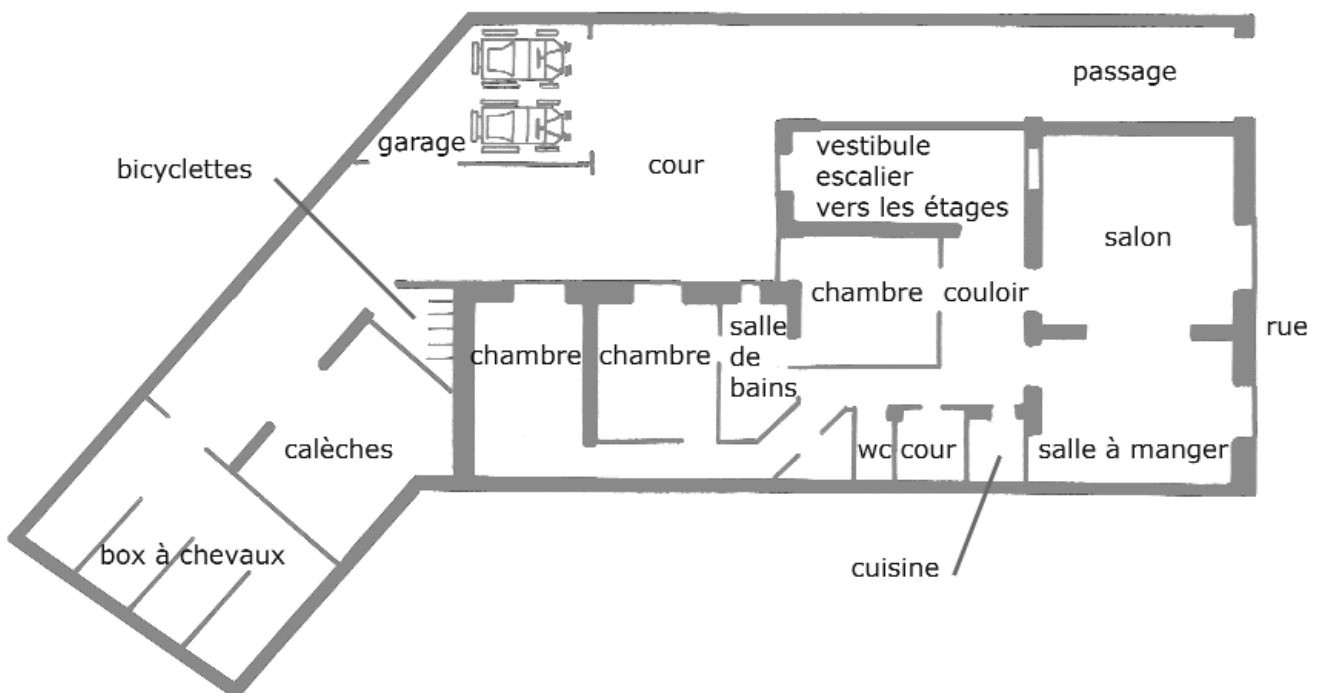 passage
garage
bicyclettes
cour
vestibule
escalier
vers les étages
salon
chambre
couloir
rue
salle
de
bains
chambre
chambre
calèches
wc
cour
salle à manger
box à chevaux
cuisine